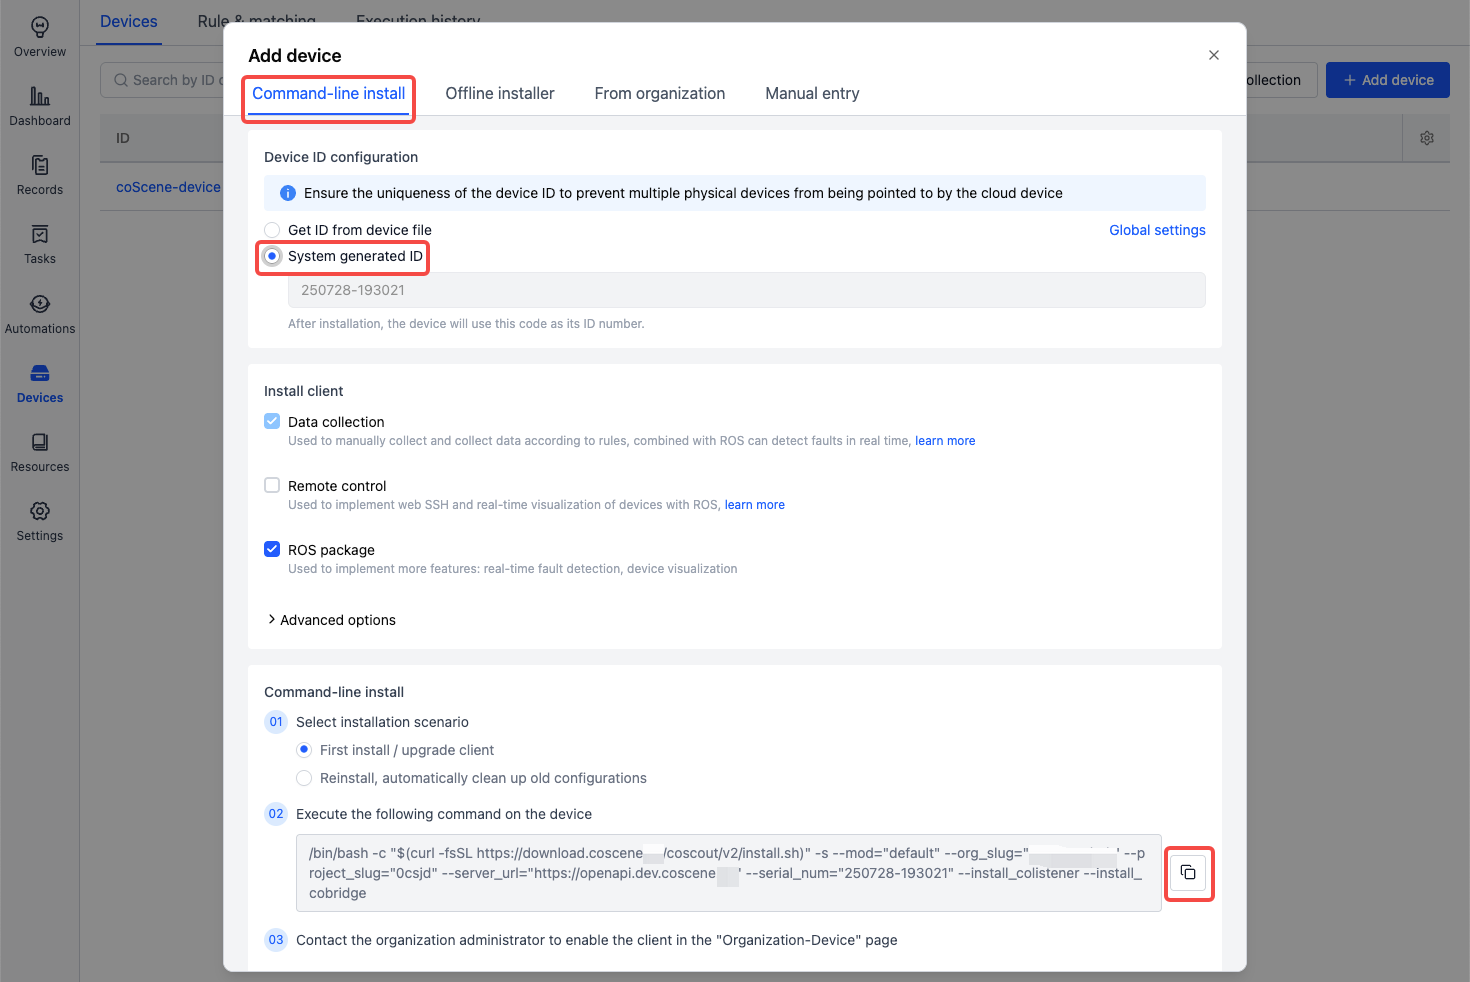 Overview
Dashboard
Records
Tasks
Automations
Devices
Resources
Settings
Devices
Rule & matching
Execution history
Search by ID
ollection
+ Add device
ID
coScene-device
Add device
Command-line install
Offline installer
From organization
Manual entry
Device ID configuration
Ensure the uniqueness of the device ID to prevent multiple physical devices from being pointed to by the cloud device
Get ID from device file
Global settings
System generated ID
250728-193021
After installation, the device will use this code as its ID number.
Install client
Data collection
Used to manually collect and collect data according to rules, combined with ROS can detect faults in real time, learn more
Remote control
Used to implement web SSH and real-time visualization of devices with ROS, learn more
ROS package
Used to implement more features: real-time fault detection, device visualization
Advanced options
Command-line install
01 Select installation scenario
First install / upgrade client
Reinstall, automatically clean up old configurations
02 Execute the following command on the device
/bin/bash -c "$(curl -fsSL https://download.coscene /coscout/v2/install.sh)" -s --mod="default" --org_slug=" --p
roject_slug="0csjd" --server_url="https://openapi.dev.coscene ' --serial_num="250728-193021" --install_colistener --install_
cobridge
03 Contact the organization administrator to enable the client in the "Organization-Device" page